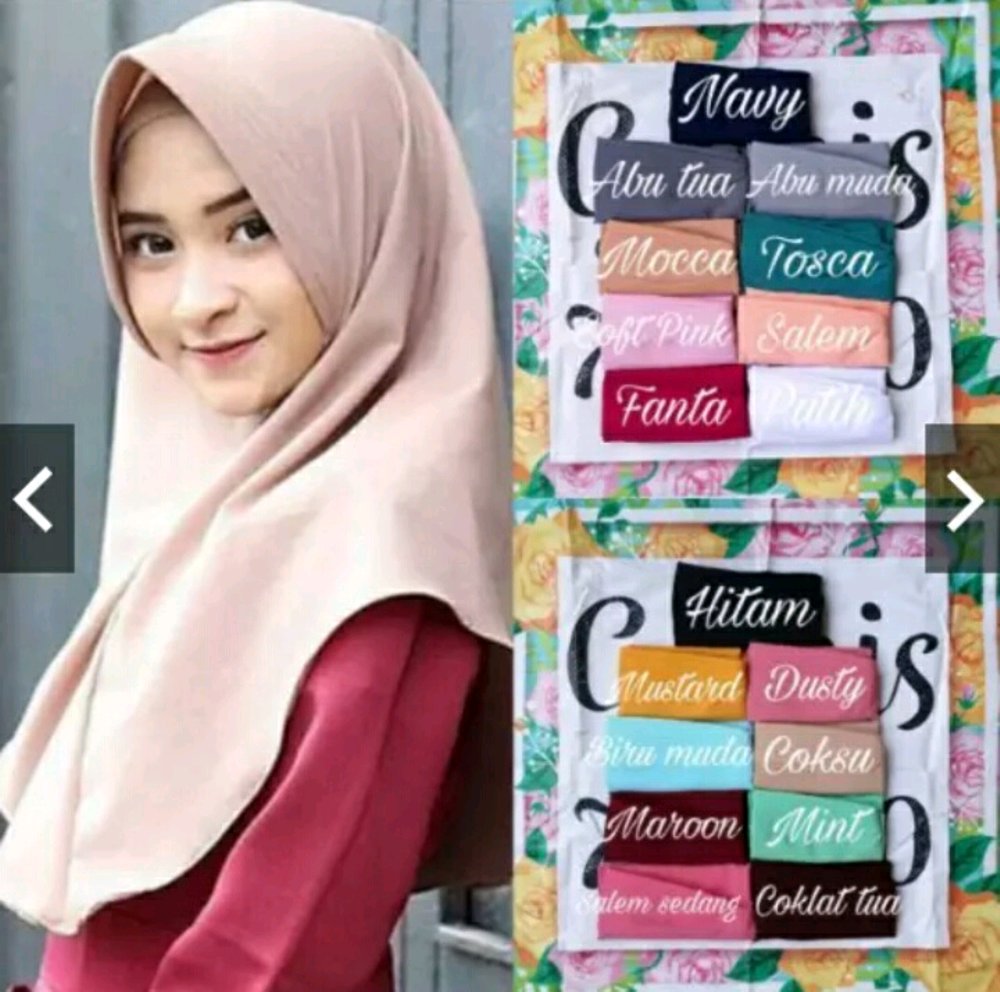 Navy
Abu tua Abu muda
Mocca Tosca
Soft Pink Salem
Fanta Putih
Hitam
Mustard Dusty
Biru muda Coksu
Maroon Mint
Salem sedang Coklat tua